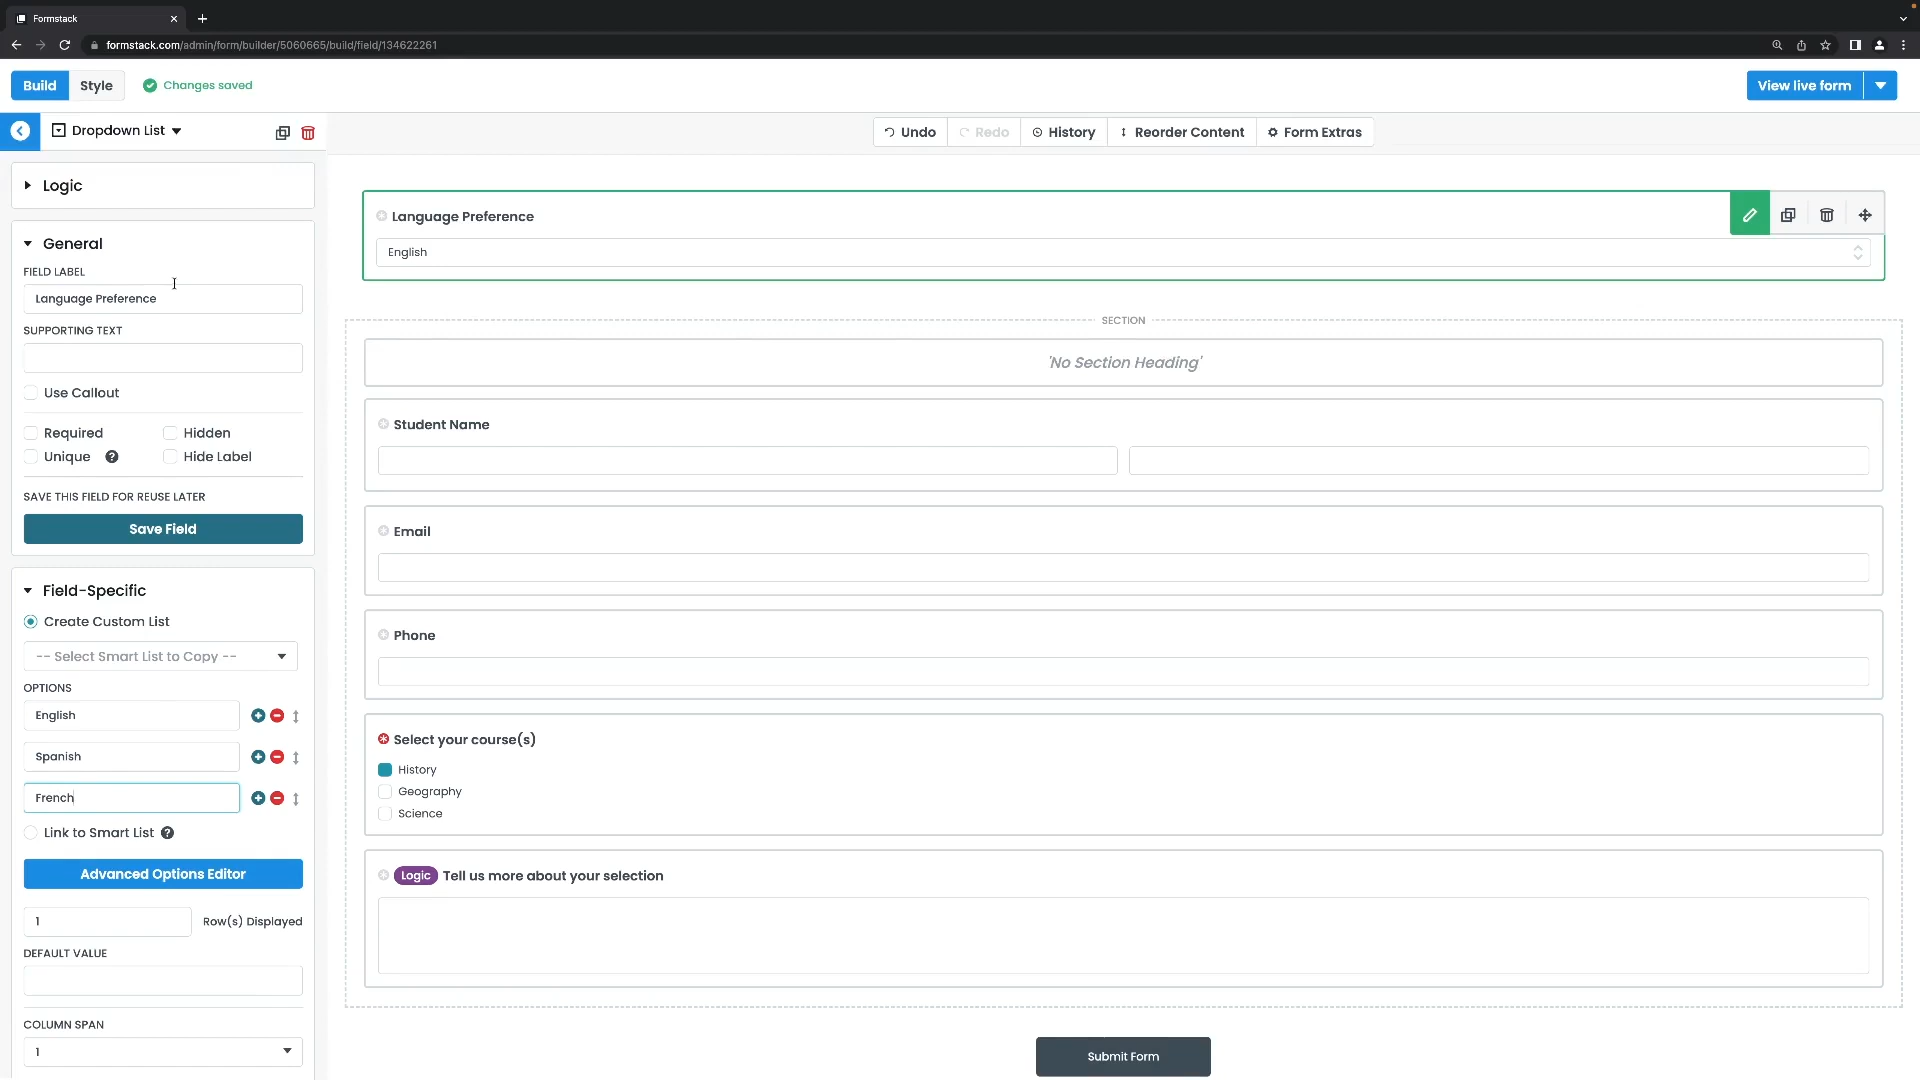 Formstack
formstack.com/admin/form/builder/5060665/build/field/134622261
Build
Style
Changes saved
View live form
Dropdown List
Undo
Redo
History
Reorder Content
Form Extras
Logic
General
FIELD LABEL
Language Preference
SUPPORTING TEXT
Use Callout
Required
Hidden
Unique
Hide Label
SAVE THIS FIELD FOR REUSE LATER
Save Field
Field-Specific
Create Custom List
-- Select Smart List to Copy --
OPTIONS
English
Spanish
French
Link to Smart List
Advanced Options Editor
1
Row(s) Displayed
DEFAULT VALUE
COLUMN SPAN
1
Language Preference
English
SECTION
'No Section Heading'
Student Name
Email
Phone
Select your course(s)
History
Geography
Science
Logic Tell us more about your selection
Submit Form